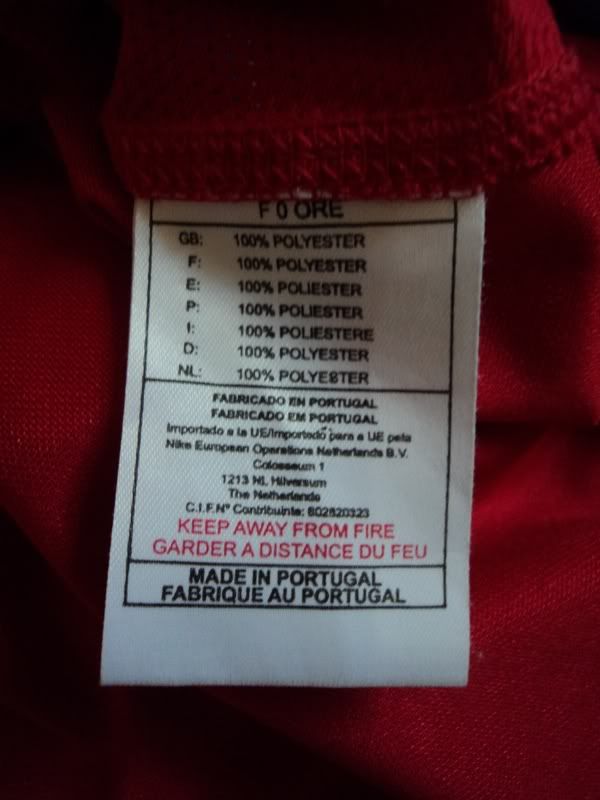 F 0 ORE
GB: 100% POLYESTER
F: 100% POLYESTER
E: 100% POLIESTER
P: 100% POLIESTER
I: 100% POLIESTERE
D: 100% POLYESTER
NL: 100% POLYESTER
FABRICADO EN PORTUGAL
FABRICADO EM PORTUGAL
Importado a la UE/Importado para a UE pela
Nike European Operations Netherlands B.V.
Colosseum 1
1213 NL Hilversum
The Netherlands
C.I.F.Nº Contribuinte: 802820323
KEEP AWAY FROM FIRE
GARDER A DISTANCE DU FEU
MADE IN PORTUGAL
FABRIQUE AU PORTUGAL